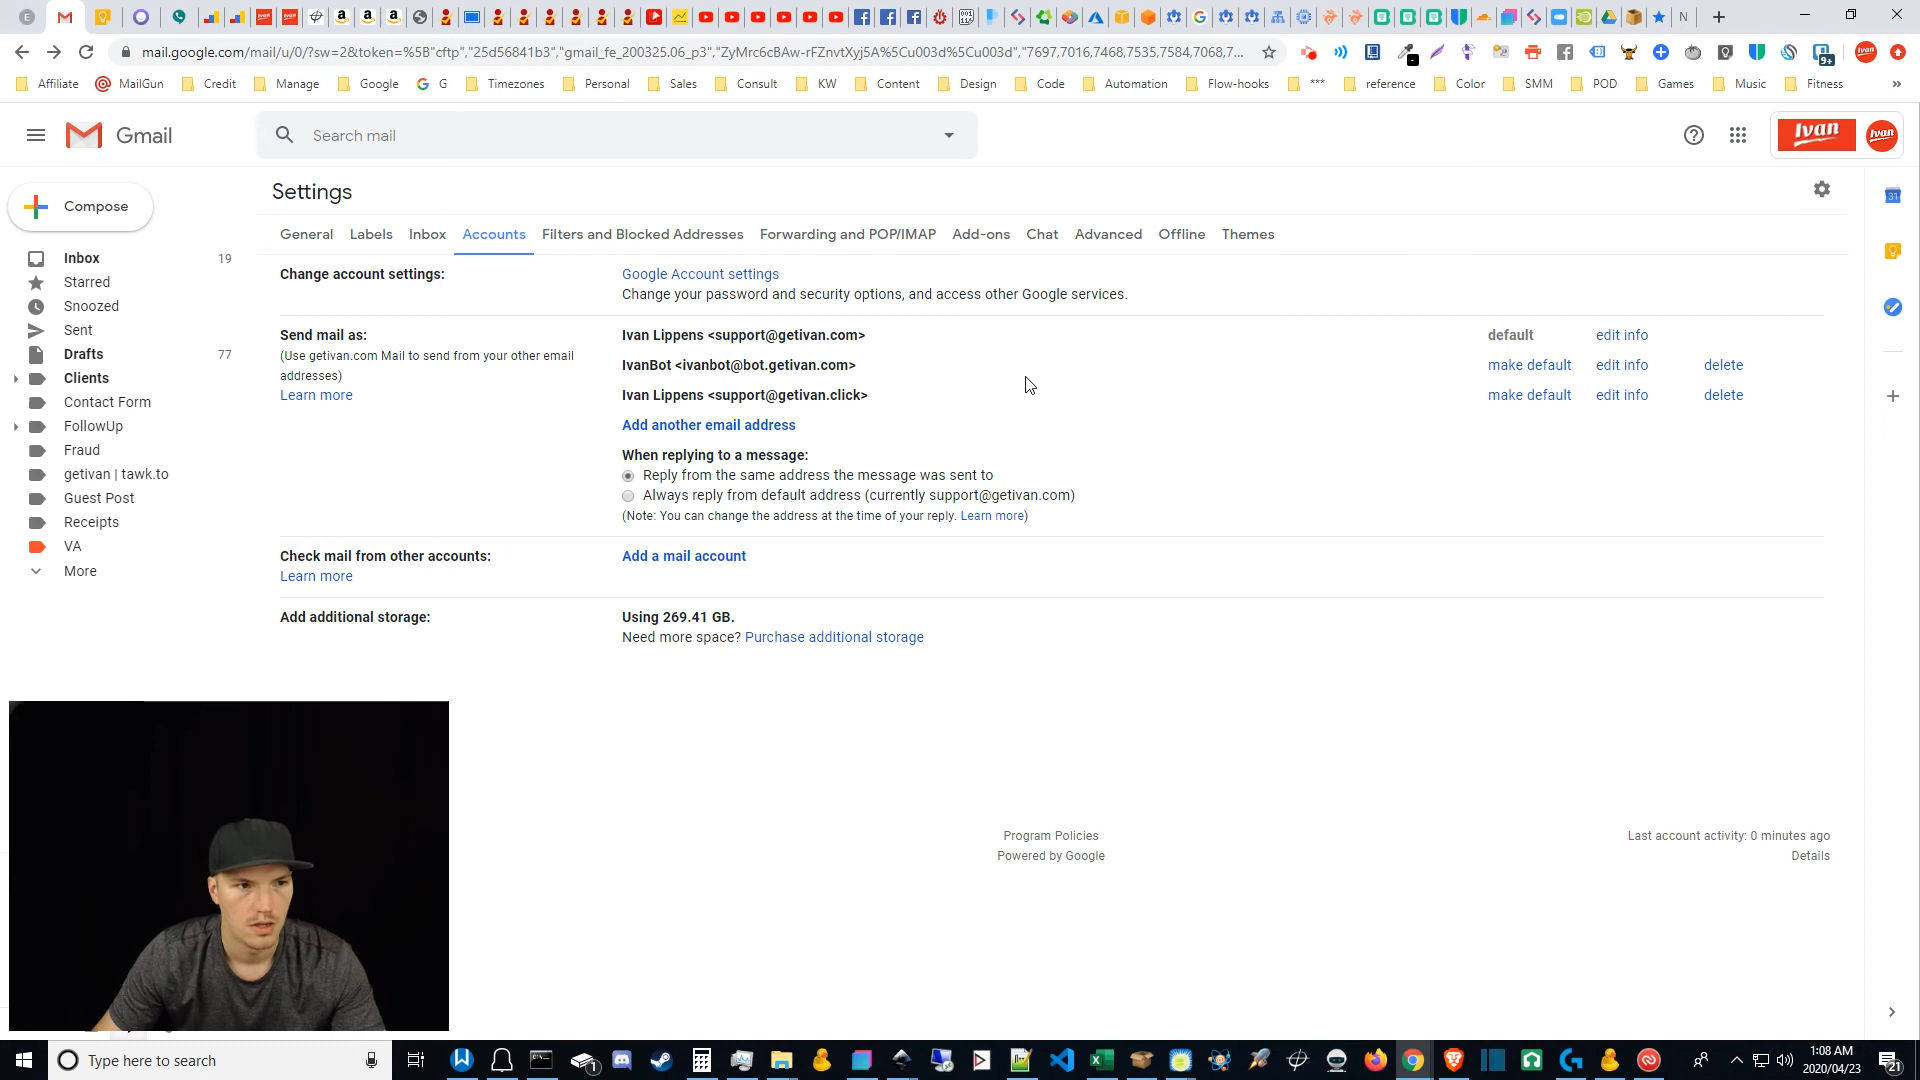 mail.google.com/mail/u/0/?sw=2&token=%5B"cftp","25d56841b3","gmail_fe_200325.06_p3","ZyMrc6cBAw-rFZnvtXyj5A%5Cu003d%5Cu003d","7697,7016,7468,7535,7584,7068,7...
Affiliate MailGun Credit Manage Google G Timezones Personal Sales Consult KW Content Design Code Automation Flow-hooks *** reference Color SMM POD Games Music Fitness »
Gmail
Search mail
Ivan
Ivan
Compose
Settings
General Labels Inbox Accounts Filters and Blocked Addresses Forwarding and POP/IMAP Add-ons Chat Advanced Offline Themes
Inbox 19
Starred
Snoozed
Sent
Drafts 77
Clients
Contact Form
FollowUp
Fraud
getivan | tawk.to
Guest Post
Receipts
VA
More
Change account settings:
Google Account settings
Change your password and security options, and access other Google services.
Send mail as:
(Use getivan.com Mail to send from your other email
addresses)
Learn more
Ivan Lippens <support@getivan.com> default edit info
IvanBot <ivanbot@bot.getivan.com> make default edit info delete
Ivan Lippens <support@getivan.click> make default edit info delete
Add another email address
When replying to a message:
Reply from the same address the message was sent to
Always reply from default address (currently support@getivan.com)
(Note: You can change the address at the time of your reply. Learn more)
Check mail from other accounts:
Learn more
Add a mail account
Add additional storage:
Using 269.41 GB.
Need more space? Purchase additional storage
Program Policies
Powered by Google
Last account activity: 0 minutes ago
Details
Type here to search
1:08 AM
2020/04/23
21